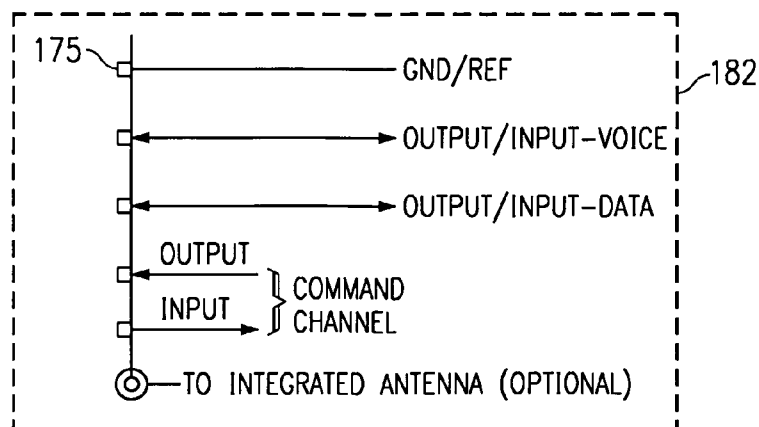 175
GND/REF
182
OUTPUT/INPUT-VOICE
OUTPUT/INPUT-DATA
OUTPUT
INPUT
COMMAND
CHANNEL
TO INTEGRATED ANTENNA (OPTIONAL)